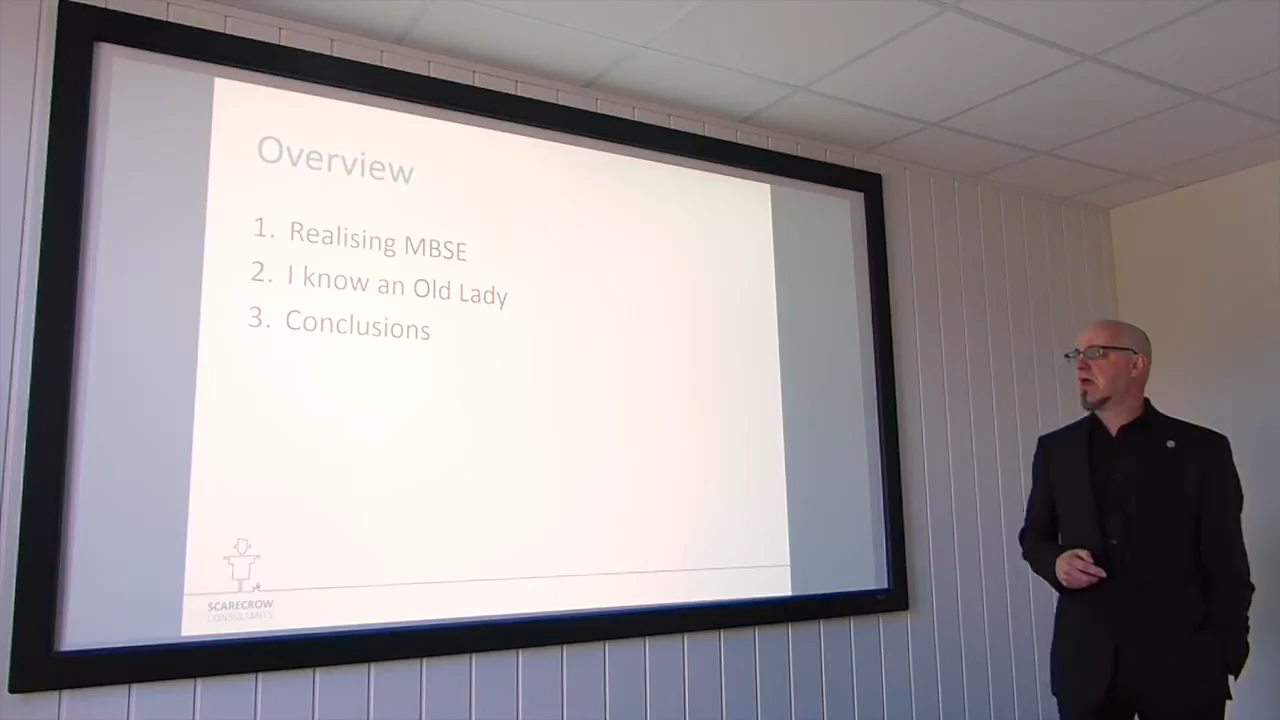 Overview
1. Realising MBSE
2. I know an Old Lady
3. Conclusions
SCARECROW
CONSULTANTS